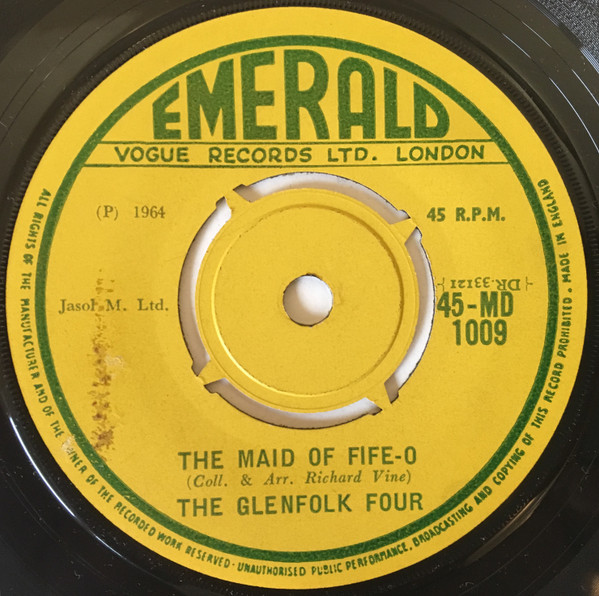 EMERALD
VOGUE RECORDS LTD. LONDON
(P) 1964
45 R.P.M.
Jasol M. Ltd.
DR.33121
45-MD
1009
THE MAID OF FIFE-O
(Coll. & Arr. Richard Vine)
THE GLENFOLK FOUR
ALL RIGHTS OF THE MANUFACTURER AND OF THE OWNER OF THE RECORDED WORK RESERVED · UNAUTHORISED PUBLIC PERFORMANCE, BROADCASTING AND COPYING OF THIS RECORD PROHIBITED. MADE IN ENGLAND